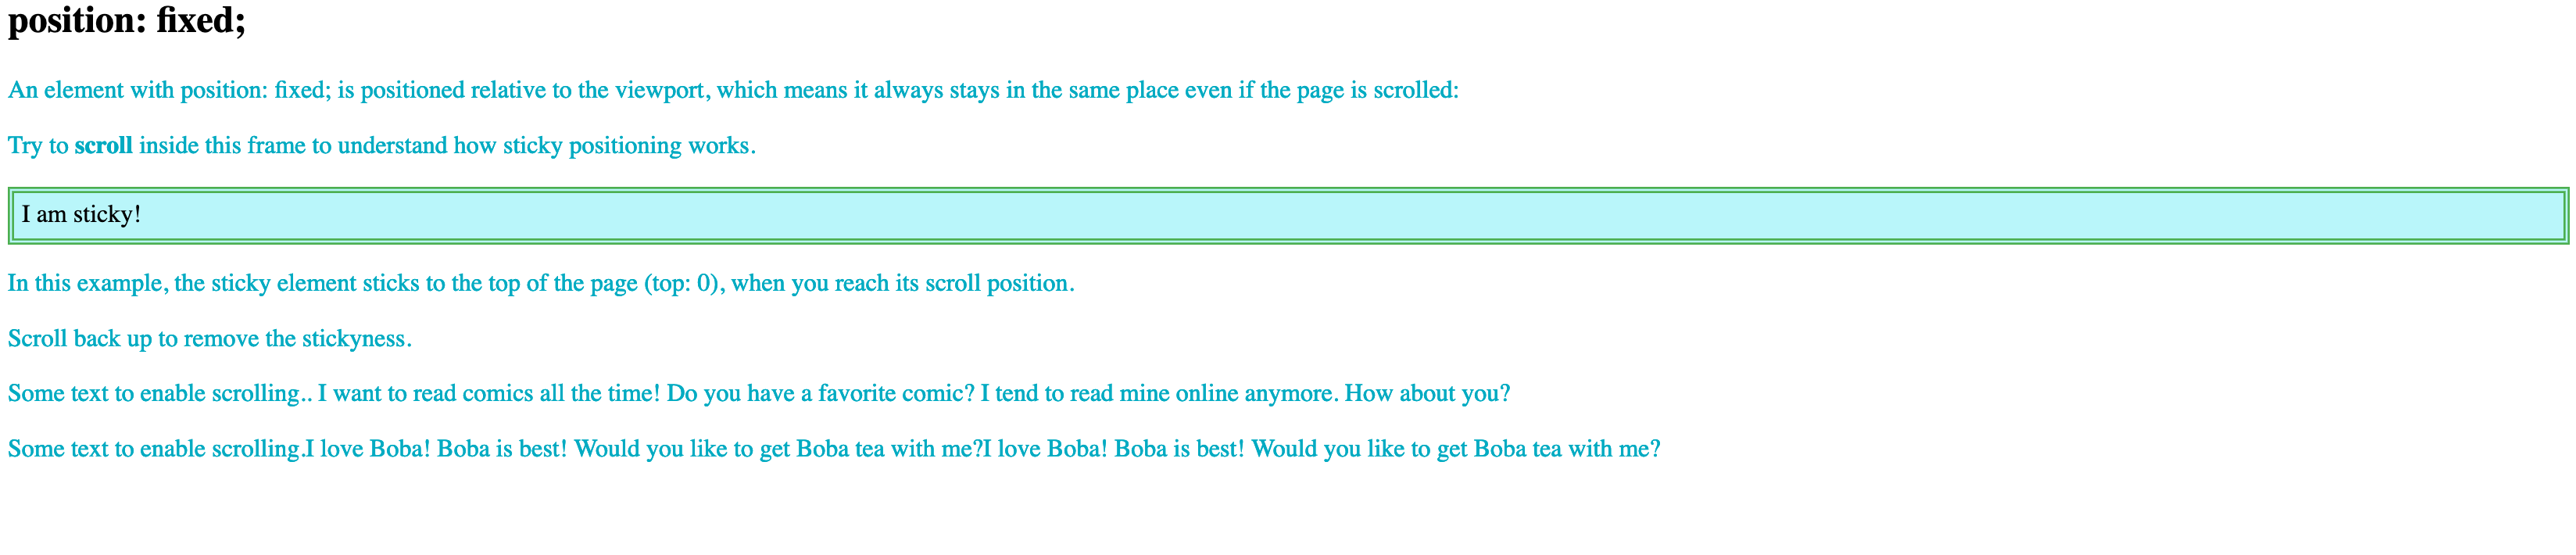 position: fixed;
An element with position: fixed; is positioned relative to the viewport, which means it always stays in the same place even if the page is scrolled:
Try to scroll inside this frame to understand how sticky positioning works.
I am sticky!
In this example, the sticky element sticks to the top of the page (top: 0), when you reach its scroll position.
Scroll back up to remove the stickyness.
Some text to enable scrolling.. I want to read comics all the time! Do you have a favorite comic? I tend to read mine online anymore. How about you?
Some text to enable scrolling.I love Boba! Boba is best! Would you like to get Boba tea with me?I love Boba! Boba is best! Would you like to get Boba tea with me?